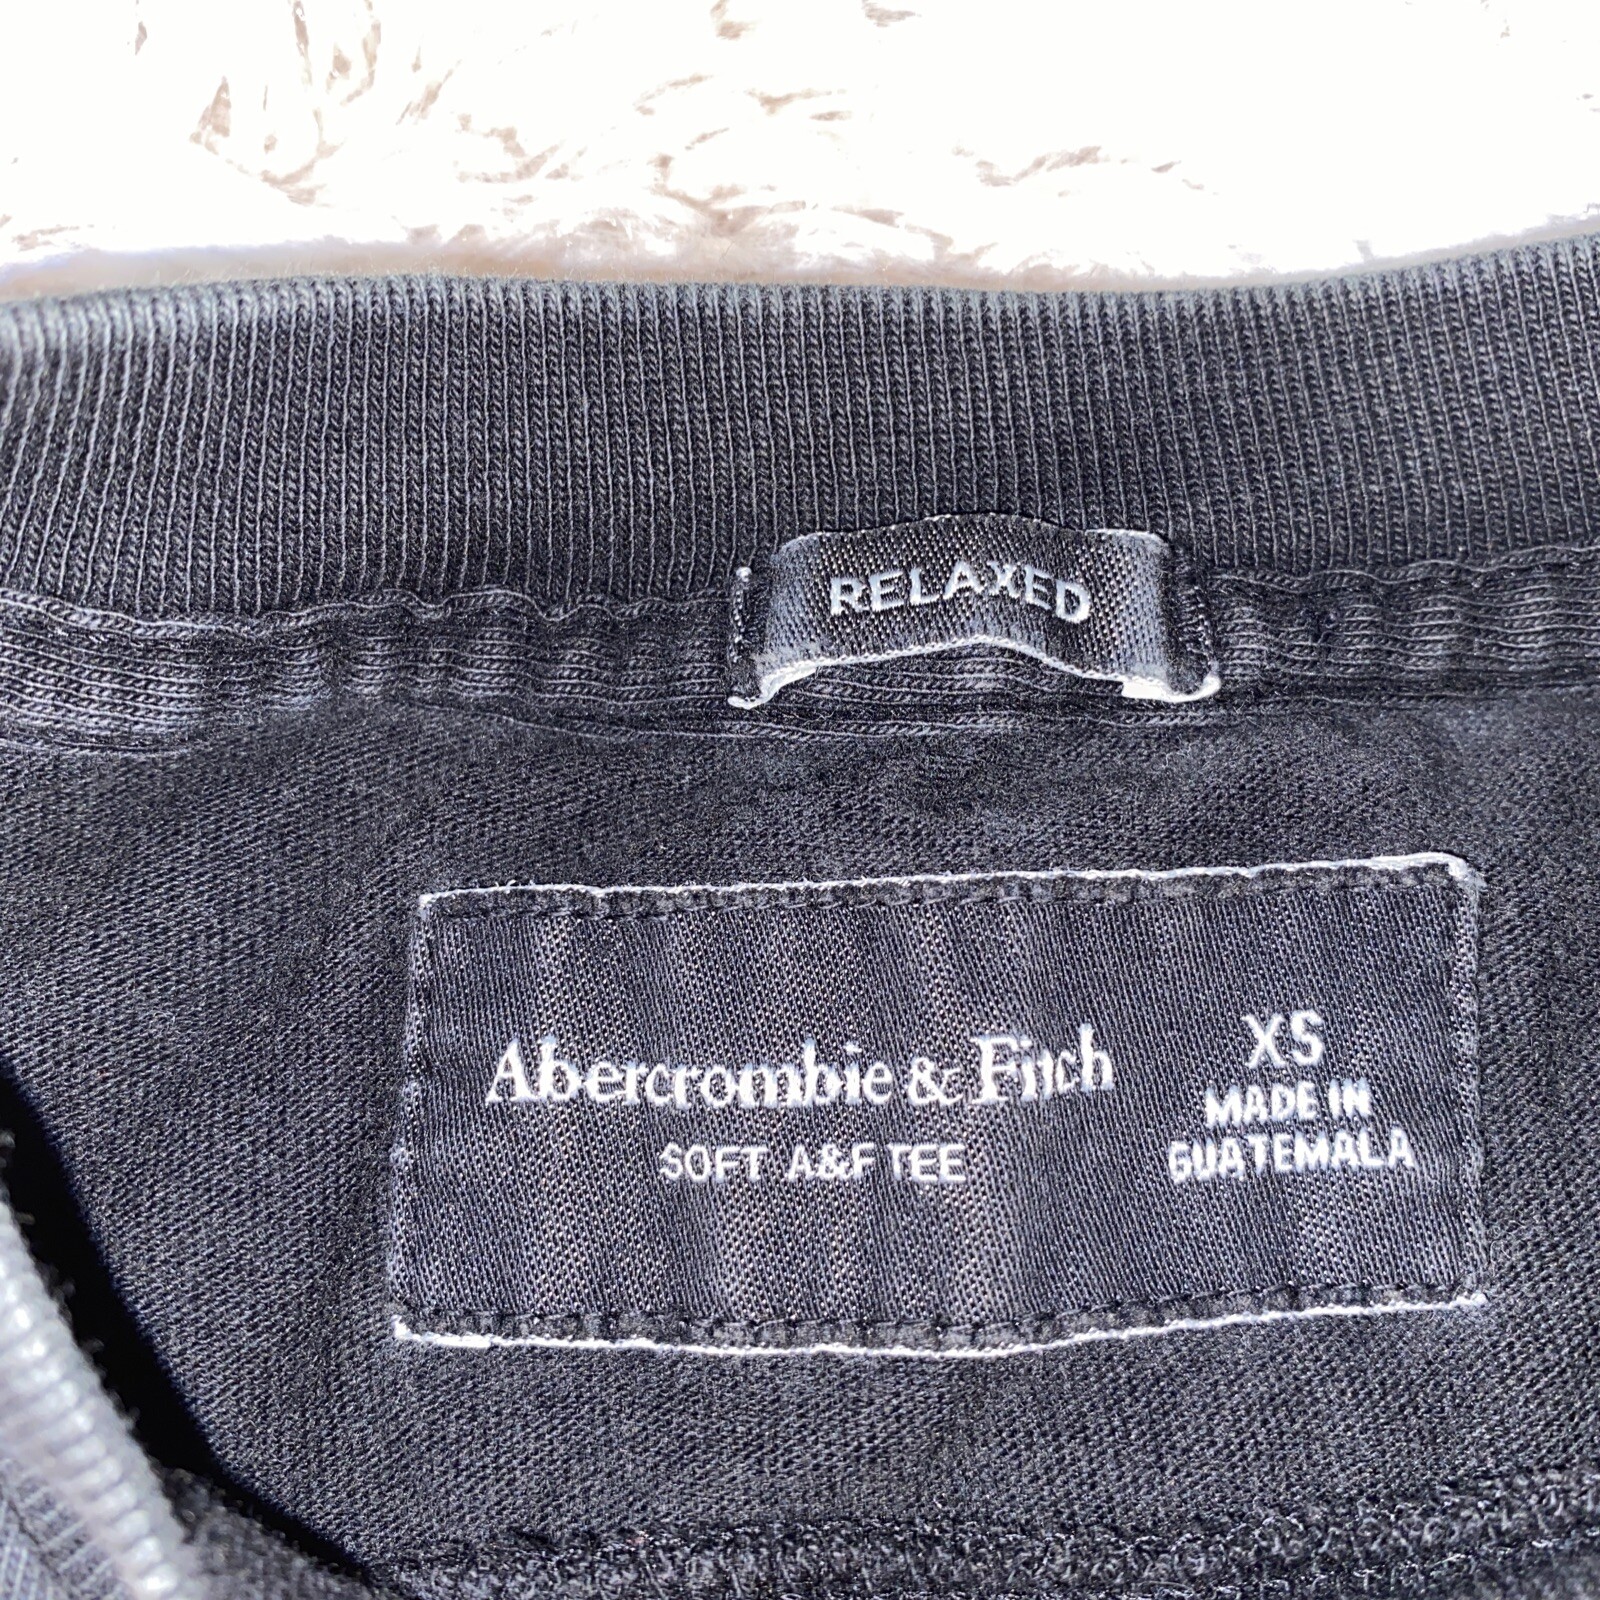 RELAXED
Abercrombie & Fitch
SOFT A&F TEE
XS
MADE IN
GUATEMALA